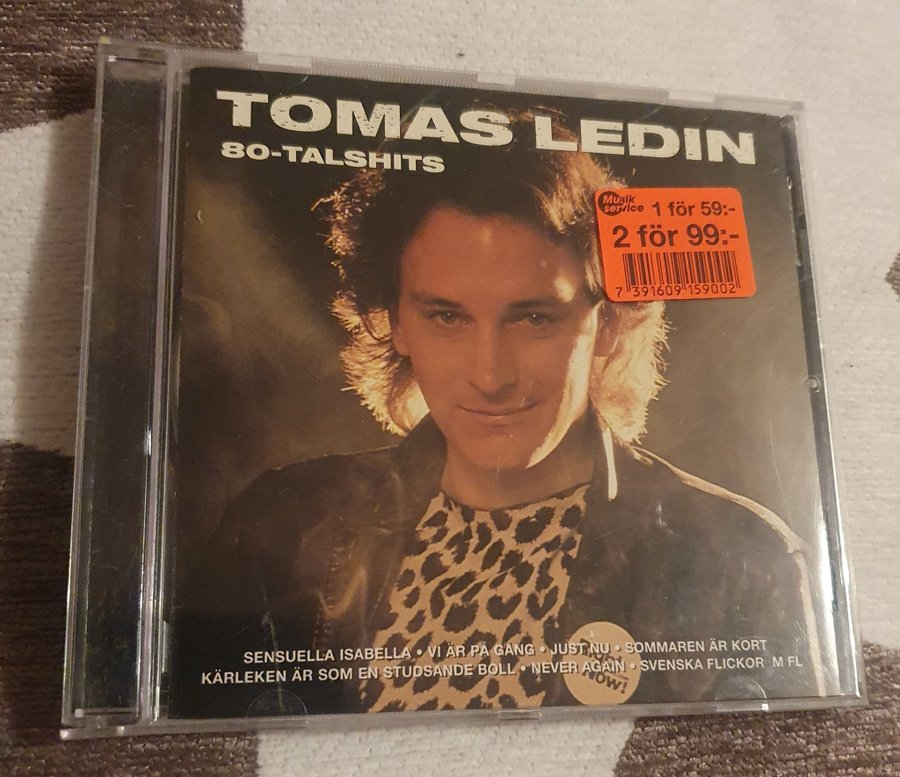 TOMAS LEDIN
80-TALSHITS
Musik
service 1 för 59:-
2 för 99:-
7 391609 159002
SENSUELLA ISABELLA • VI ÄR PÅ GÅNG • JUST NU • SOMMAREN ÄR KORT
KÄRLEKEN ÄR SOM EN STUDSANDE BOLL • NEVER AGAIN • SVENSKA FLICKOR M FL
Now!